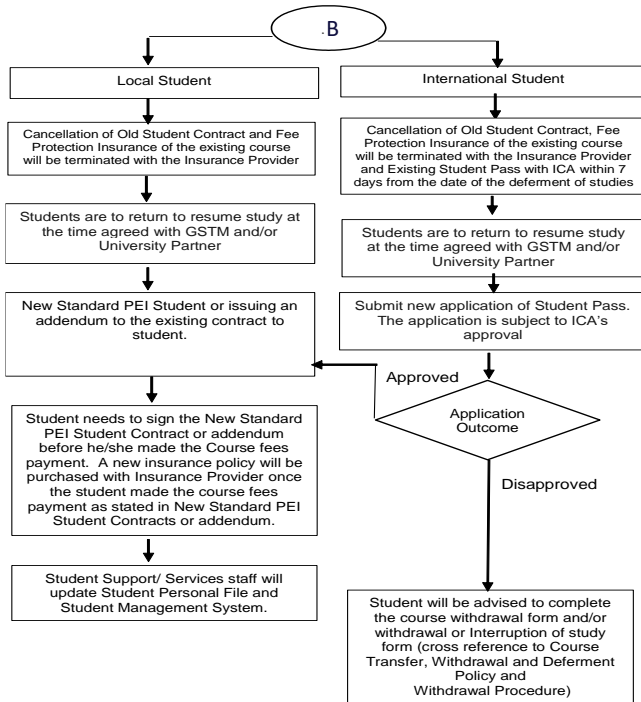 .B
Local Student
International Student
Cancellation of Old Student Contract and Fee
Protection Insurance of the existing course
will be terminated with the Insurance Provider
Cancellation of Old Student Contract, Fee
Protection Insurance of the existing course
will be terminated with the Insurance Provider
and Existing Student Pass with ICA within 7
days from the date of the deferment of studies
Students are to return to resume study at
the time agreed with GSTM and/or
University Partner
Students are to return to resume study
at the time agreed with GSTM and/or
University Partner
New Standard PEI Student or issuing an
addendum to the existing contract to
student.
Submit new application of Student Pass.
The application is subject to ICA's
approval
Approved
Application
Outcome
Disapproved
Student needs to sign the New Standard
PEI Student Contract or addendum
before he/she made the Course fees
payment. A new insurance policy will be
purchased with Insurance Provider once
the student made the course fees
payment as stated in New Standard PEI
Student Contracts or addendum.
Student Support/ Services staff will
update Student Personal File and
Student Management System.
Student will be advised to complete
the course withdrawal form and/or
withdrawal or Interruption of study
form (cross reference to Course
Transfer, Withdrawal and Deferment
Policy and
Withdrawal Procedure)